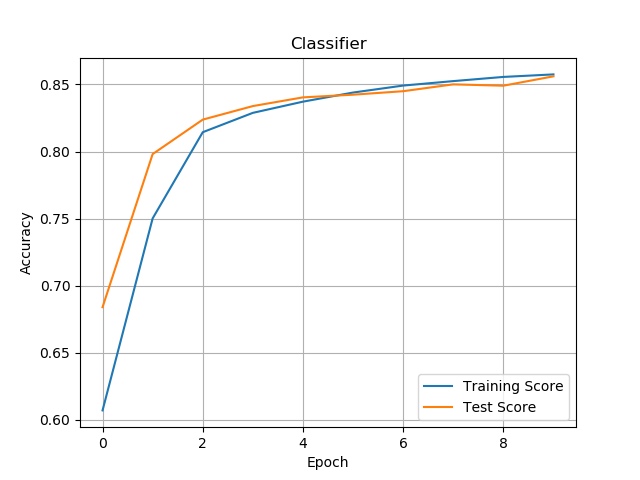 Classifier
0.85
0.80
0.75
0.70
0.65
0.60
Accuracy
Training Score
Test Score
0 2 4 6 8
Epoch